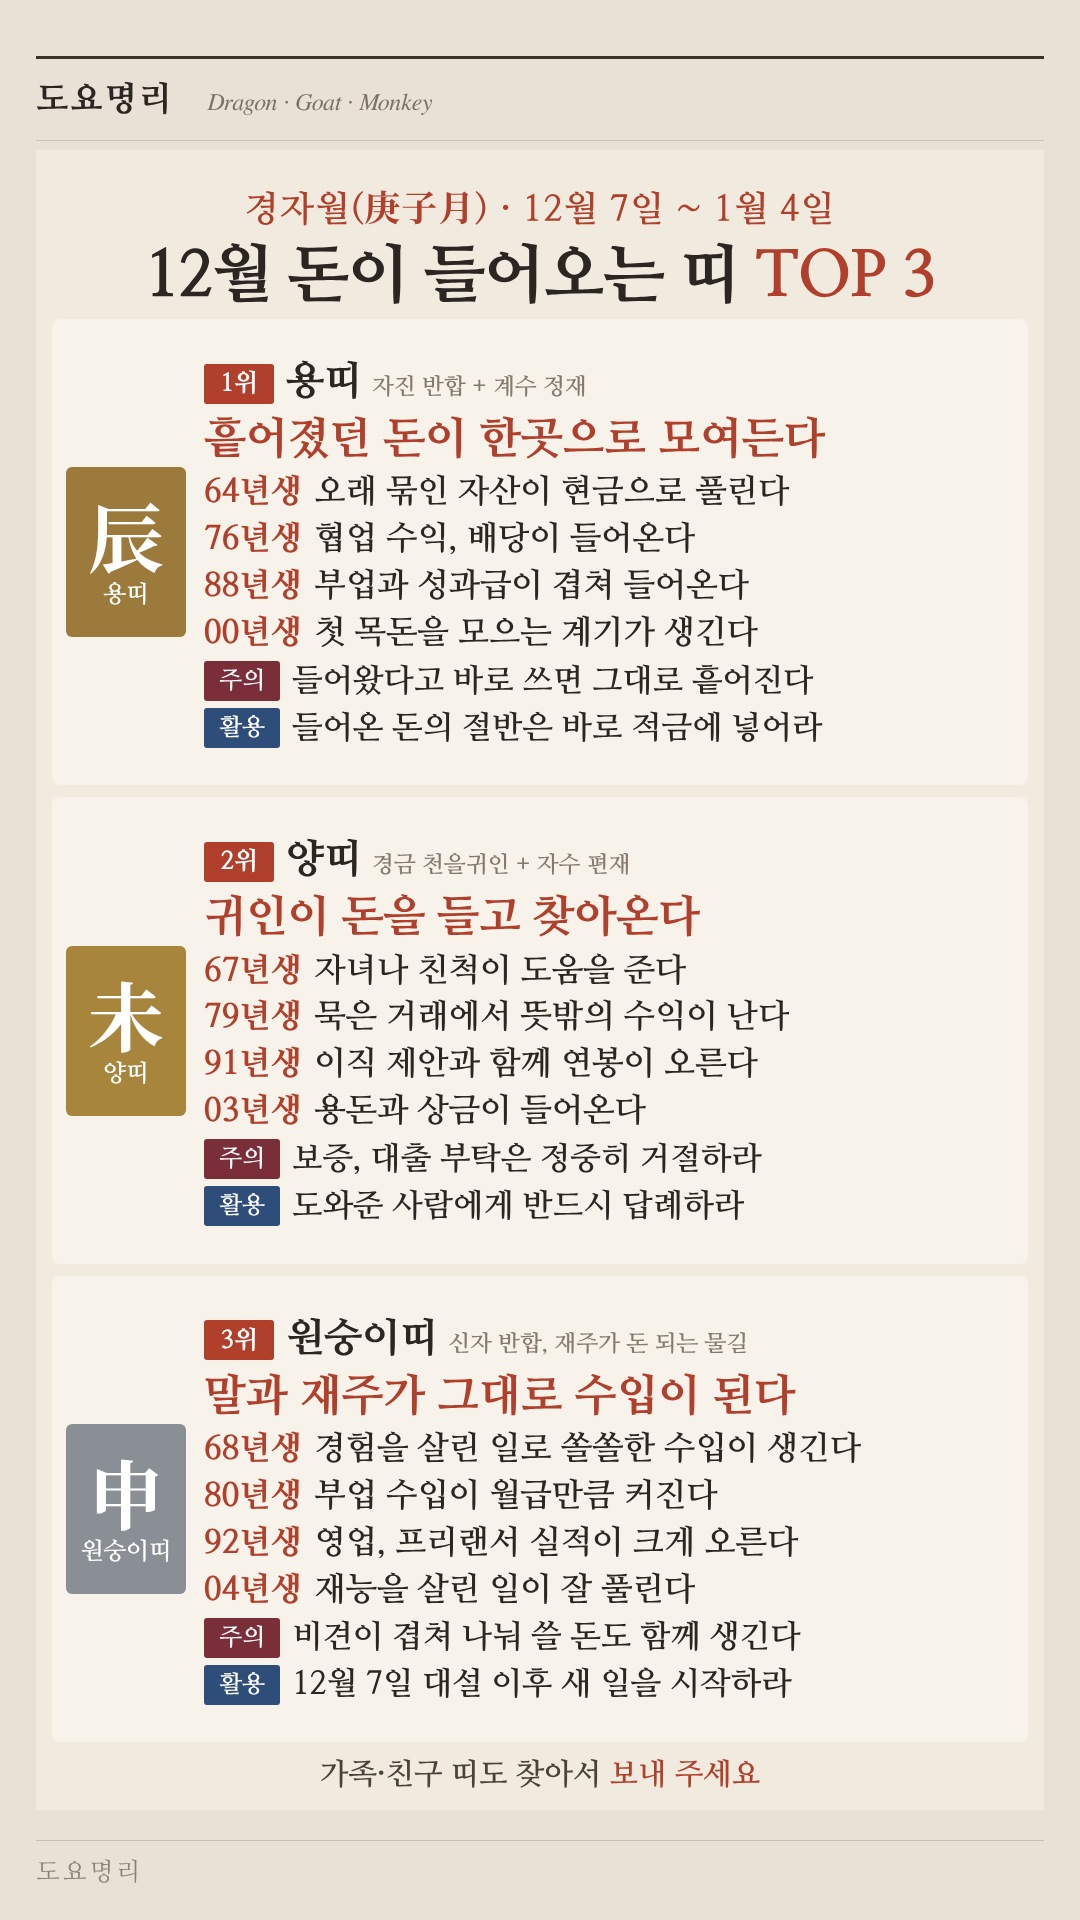 도요명리 Dragon · Goat · Monkey
경자월(庚子月) · 12월 7일 ~ 1월 4일
12월 돈이 들어오는 띠 TOP 3
辰
용띠
1위 용띠 자진 반합 + 계수 정재
흩어졌던 돈이 한곳으로 모여든다
64년생 오래 묶인 자산이 현금으로 풀린다
76년생 협업 수익, 배당이 들어온다
88년생 부업과 성과급이 겹쳐 들어온다
00년생 첫 목돈을 모으는 계기가 생긴다
주의 들어왔다고 바로 쓰면 그대로 흩어진다
활용 들어온 돈의 절반은 바로 적금에 넣어라
未
양띠
2위 양띠 경금 천을귀인 + 자수 편재
귀인이 돈을 들고 찾아온다
67년생 자녀나 친척이 도움을 준다
79년생 묵은 거래에서 뜻밖의 수익이 난다
91년생 이직 제안과 함께 연봉이 오른다
03년생 용돈과 상금이 들어온다
주의 보증, 대출 부탁은 정중히 거절하라
활용 도와준 사람에게 반드시 답례하라
申
원숭이띠
3위 원숭이띠 신자 반합, 재주가 돈 되는 물길
말과 재주가 그대로 수입이 된다
68년생 경험을 살린 일로 쏠쏠한 수입이 생긴다
80년생 부업 수입이 월급만큼 커진다
92년생 영업, 프리랜서 실적이 크게 오른다
04년생 재능을 살린 일이 잘 풀린다
주의 비견이 겹쳐 나눠 쓸 돈도 함께 생긴다
활용 12월 7일 대설 이후 새 일을 시작하라
가족·친구 띠도 찾아서 보내 주세요
도요명리